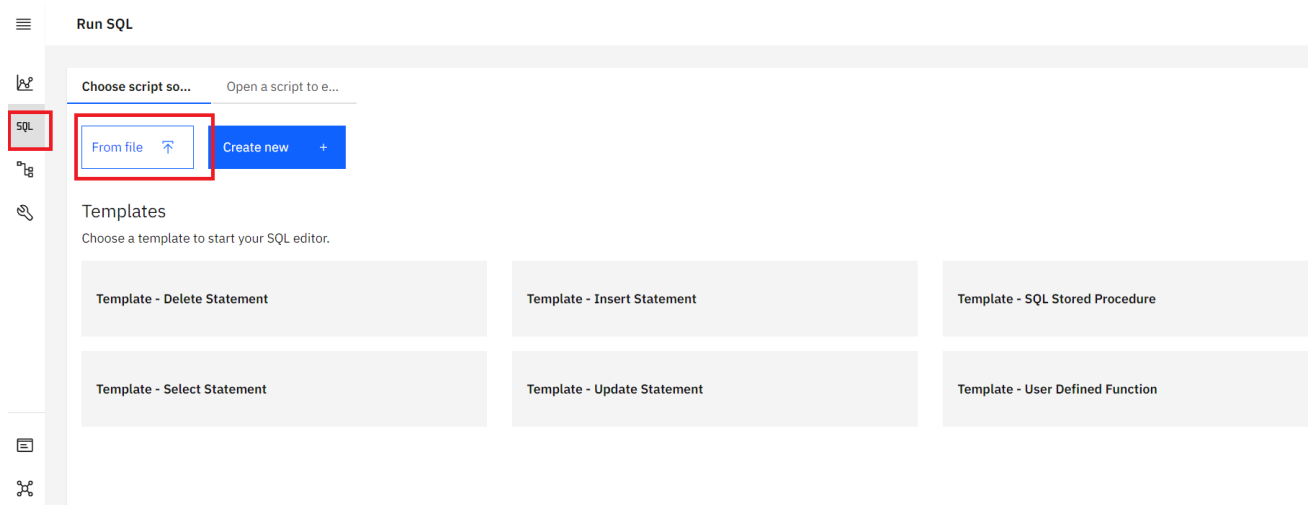 Run SQL
Choose script so... Open a script to e...
SQL
From file Create new +
Templates
Choose a template to start your SQL editor.
Template - Delete Statement Template - Insert Statement Template - SQL Stored Procedure
Template - Select Statement Template - Update Statement Template - User Defined Function